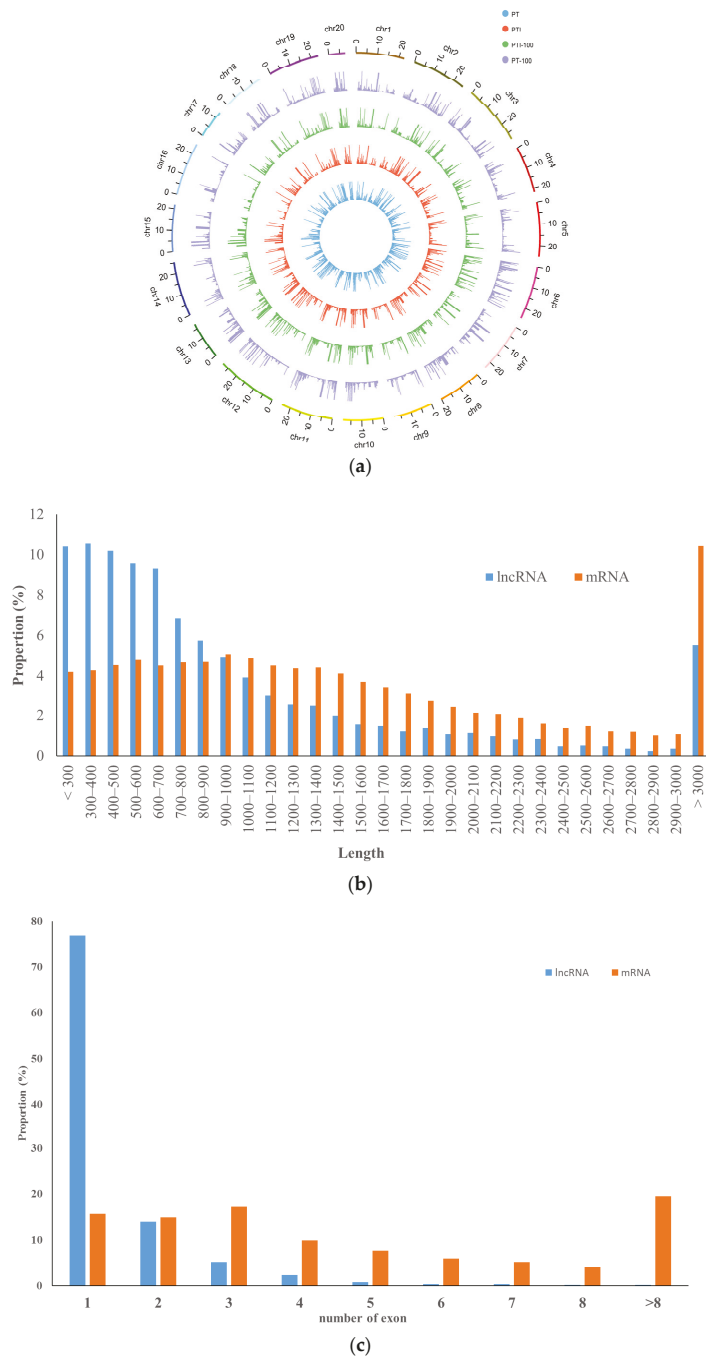 PT
PTI
PTI-100
PT-100
chr1
chr2
chr3
chr4
chr5
chr6
chr7
chr8
chr9
chr10
chr11
chr12
chr13
chr14
chr15
chr16
chr17
chr18
chr19
chr20
(a)
12
10
8
6
4
2
0
Proportion (%)
lncRNA
mRNA
< 300
300–400
400–500
500–600
600–700
700–800
800–900
900–1000
1000–1100
1100–1200
1200–1300
1300–1400
1400–1500
1500–1600
1600–1700
1700–1800
1800–1900
1900–2000
2000–2100
2100–2200
2200–2300
2300–2400
2400–2500
2500–2600
2600–2700
2700–2800
2800–2900
2900–3000
> 3000
Length
(b)
80
70
60
50
40
30
20
10
0
Proportion (%)
lncRNA
mRNA
1 2 3 4 5 6 7 8 >8
number of exon
(c)